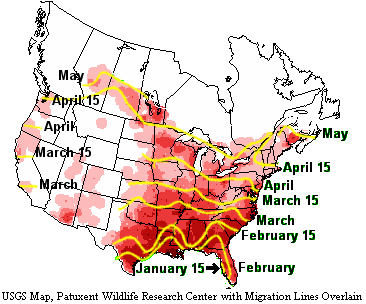 May
April 15
April
March 15
March
May
April 15
April
March 15
March
February 15
January 15
February
USGS Map, Patuxent Wildlife Research Center with Migration Lines Overlain